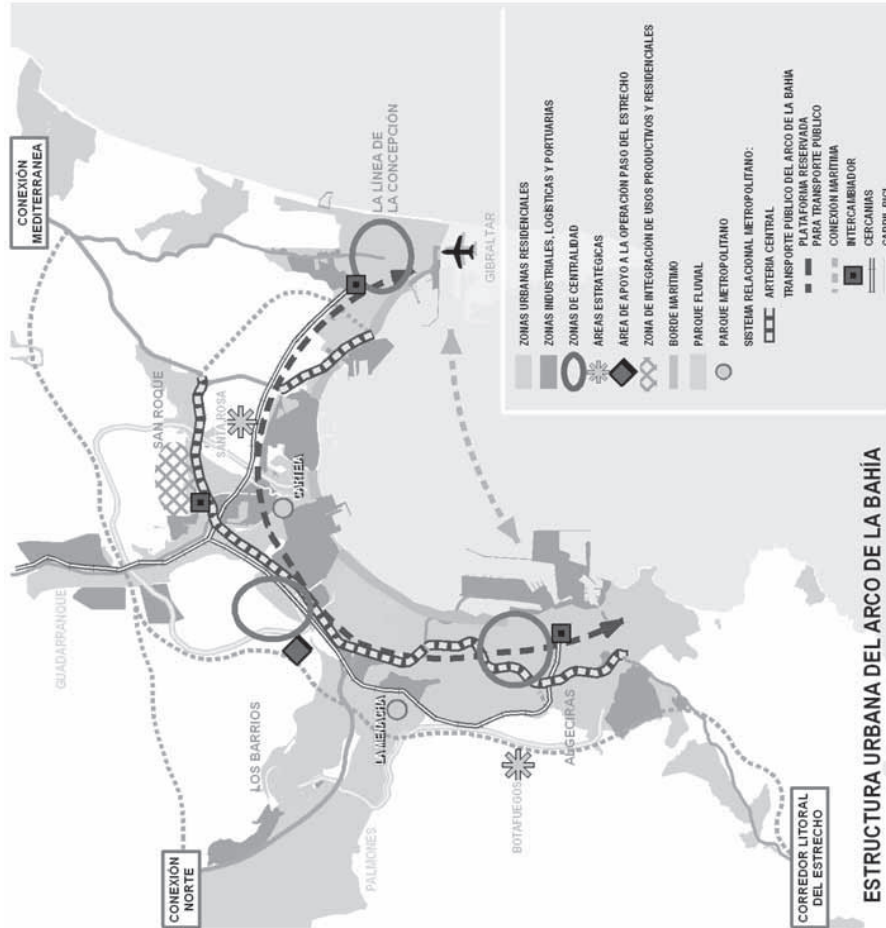 CONEXIÓN
MEDITERRANEA
LA LÍNEA DE
LA CONCEPCIÓN
GIBRALTAR
SAN ROQUE
SANTA ROSA
CARTEIA
GUADARRANQUE
LOS BARRIOS
LA MENACHA
PALMONES
BOTAFUEGOS
ALGECIRAS
CONEXIÓN
NORTE
CORREDOR LITORAL
DEL ESTRECHO
ZONAS URBANAS RESIDENCIALES
ZONAS INDUSTRIALES, LOGÍSTICAS Y PORTUARIAS
ZONAS DE CENTRALIDAD
AREAS ESTRATÉGICAS
AREA DE APOYO A LA OPERACIÓN PASO DEL ESTRECHO
ZONA DE INTEGRACIÓN DE USOS PRODUCTIVOS Y RESIDENCIALES
BORDE MARÍTIMO
PARQUE FLUVIAL
PARQUE METROPOLITANO
SISTEMA RELACIONAL METROPOLITANO:
ARTERIA CENTRAL
TRANSPORTE PÚBLICO DEL ARCO DE LA BAHÍA
PLATAFORMA RESERVADA
PARA TRANSPORTE PÚBLICO
CONEXIÓN MARÍTIMA
INTERCAMBIADOR
CERCANIAS
ESTRUCTURA URBANA DEL ARCO DE LA BAHÍA